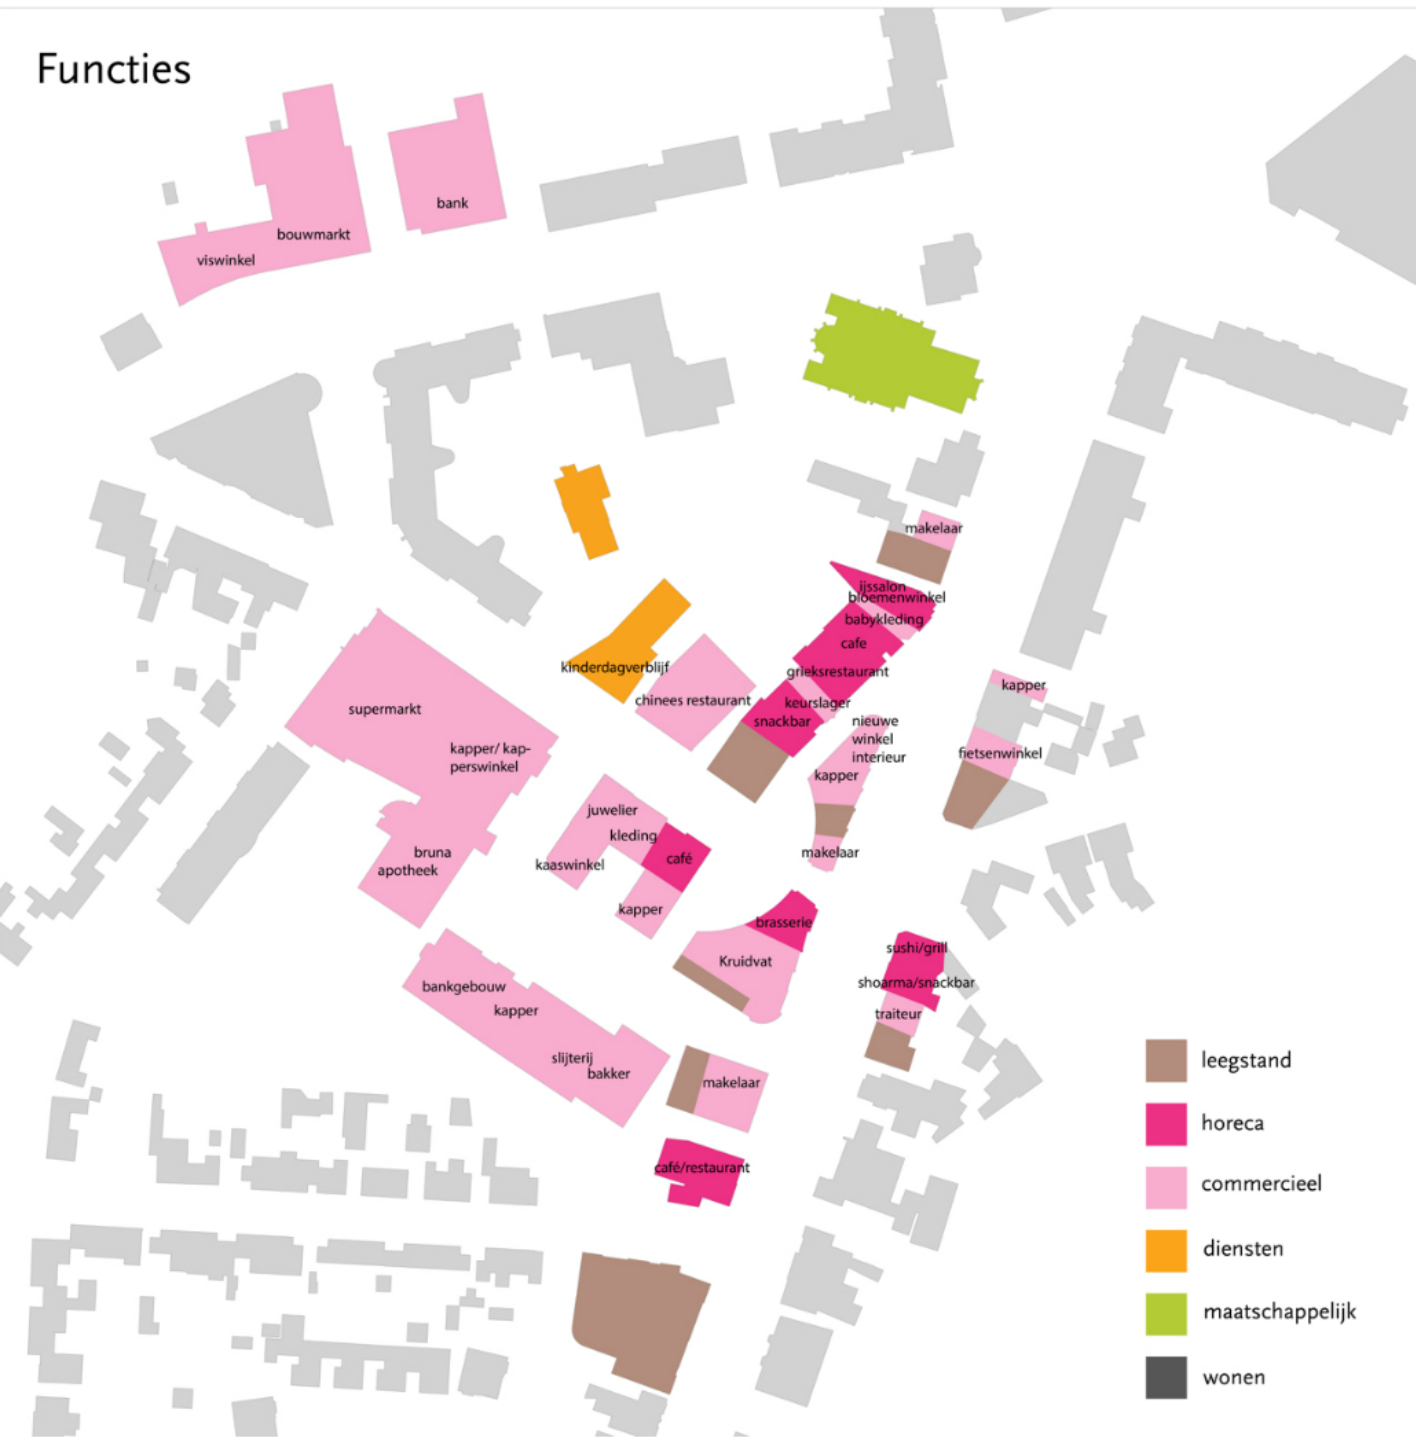 Functies
bank
bouwmarkt
viswinkel
makelaar
ijssalon
bloemenwinkel
babykleding
cafe
grieksrestaurant
keurslager
snackbar
kinderdagverblijf
chinees restaurant
kapper
nieuwe
winkel
interieur
fietsenwinkel
kapper
makelaar
supermarkt
kapper/ kap-
perswinkel
bruna
apotheek
juwelier
kleding
café
kaaswinkel
kapper
brasserie
Kruidvat
sushi/grill
shoarma/snackbar
traiteur
bankgebouw
kapper
slijterij
bakker
makelaar
café/restaurant
leegstand
horeca
commercieel
diensten
maatschappelijk
wonen